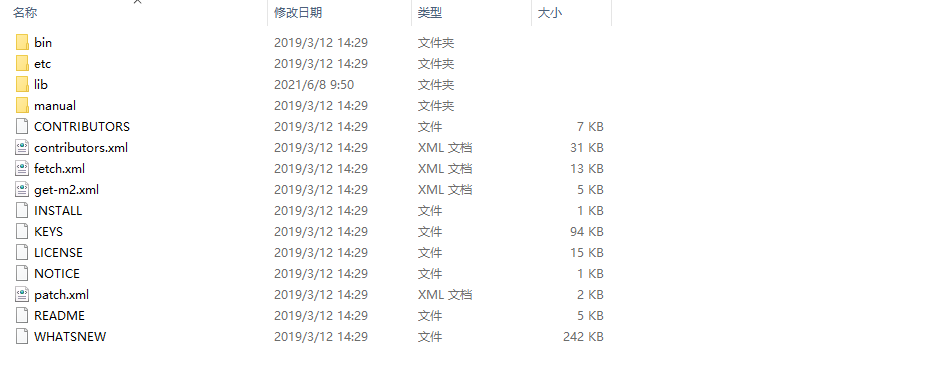 名称 修改日期 类型 大小
bin 2019/3/12 14:29 文件夹
etc 2019/3/12 14:29 文件夹
lib 2021/6/8 9:50 文件夹
manual 2019/3/12 14:29 文件夹
CONTRIBUTORS 2019/3/12 14:29 文件 7 KB
contributors.xml 2019/3/12 14:29 XML 文档 31 KB
fetch.xml 2019/3/12 14:29 XML 文档 13 KB
get-m2.xml 2019/3/12 14:29 XML 文档 5 KB
INSTALL 2019/3/12 14:29 文件 1 KB
KEYS 2019/3/12 14:29 文件 94 KB
LICENSE 2019/3/12 14:29 文件 15 KB
NOTICE 2019/3/12 14:29 文件 1 KB
patch.xml 2019/3/12 14:29 XML 文档 2 KB
README 2019/3/12 14:29 文件 5 KB
WHATSNEW 2019/3/12 14:29 文件 242 KB